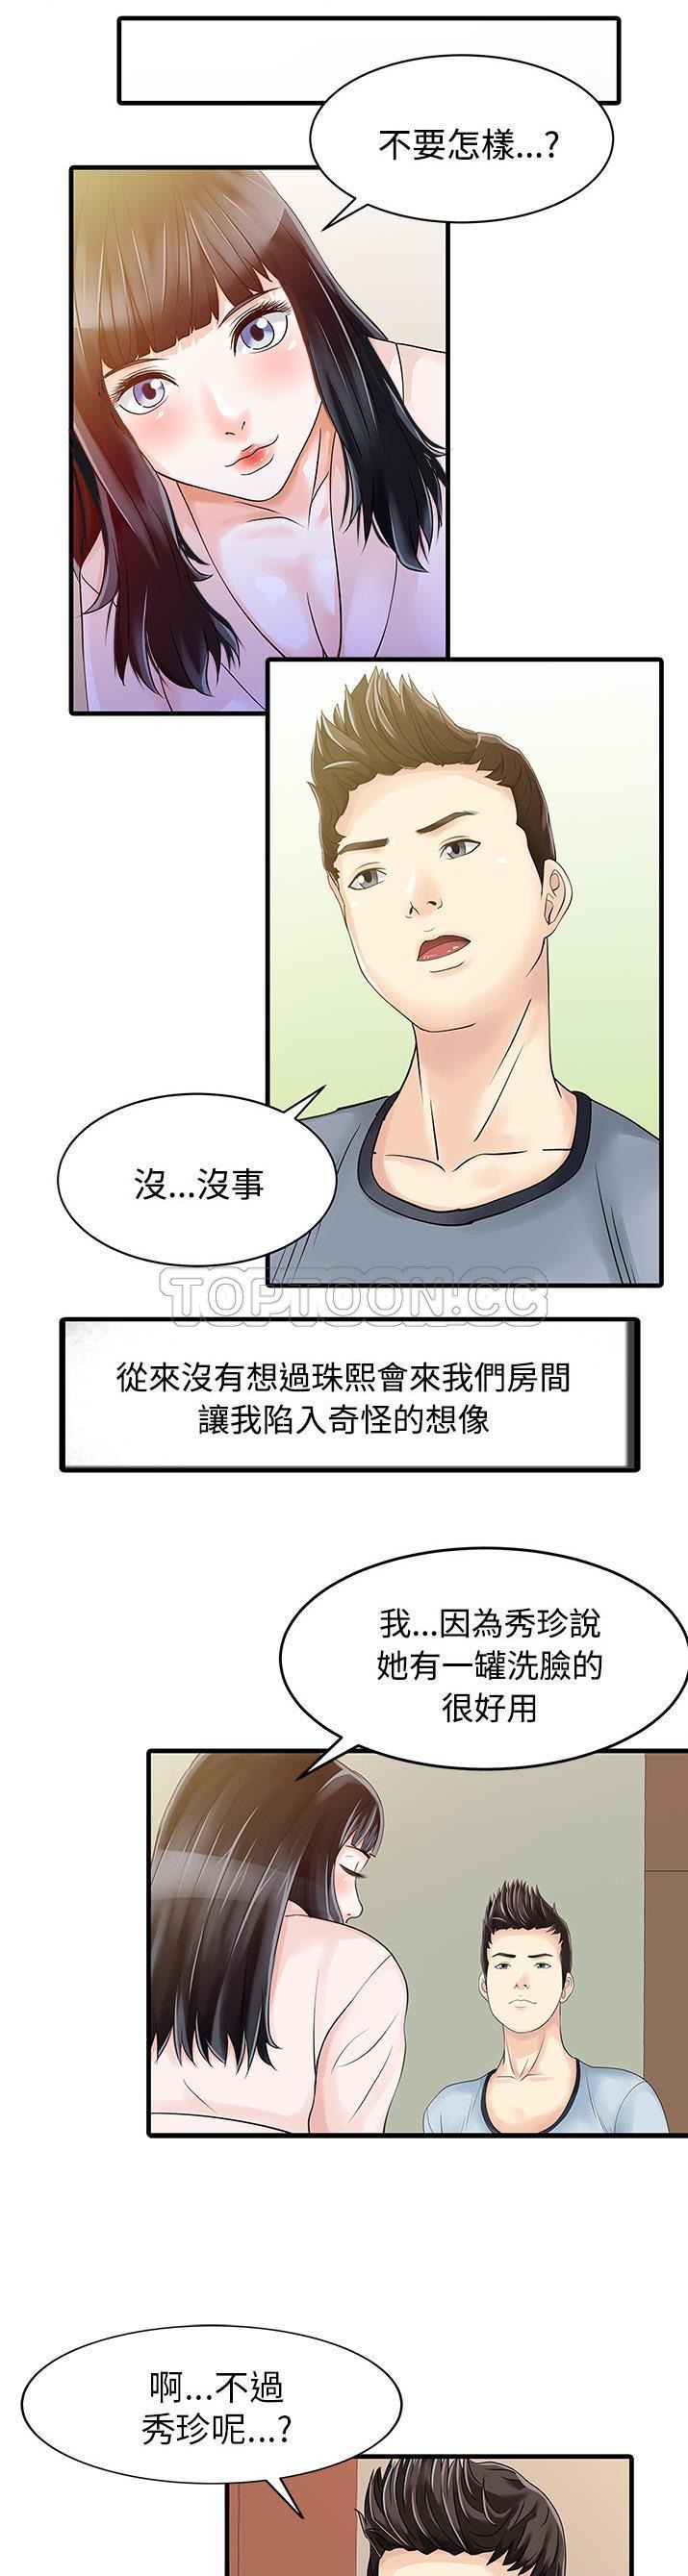 不要怎樣...?
沒...沒事
TOPTOON.CC
從來沒有想過珠熙會來我們房間
讓我陷入奇怪的想像
我...因為秀珍說
她有一罐洗臉的
很好用
啊...不過
秀珍呢...?